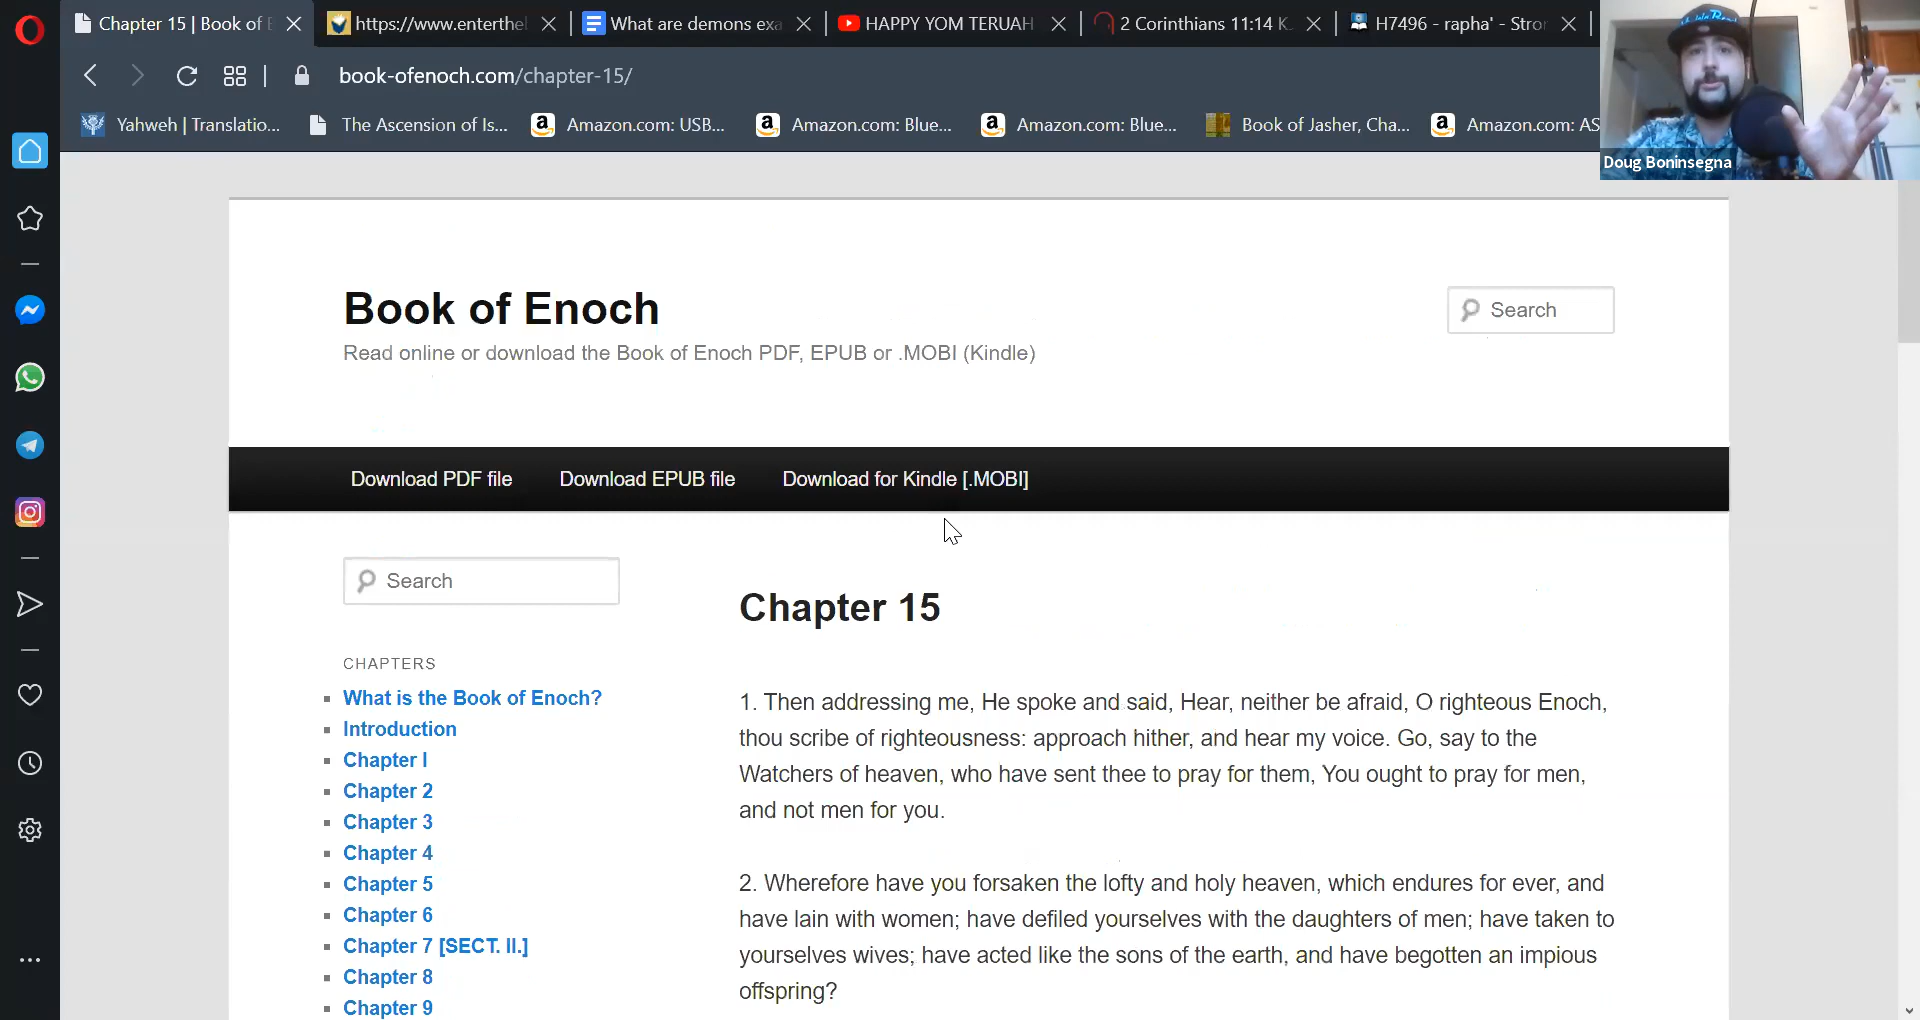 Chapter 15 | Book of E
https://www.enterthel
What are demons exa
HAPPY YOM TERUAH
2 Corinthians 11:14 K
H7496 - rapha' - Stro
book-ofenoch.com/chapter-15/
Yahweh | Translatio...
The Ascension of Is...
Amazon.com: USB...
Amazon.com: Blue...
Amazon.com: Blue...
Book of Jasher, Cha...
Amazon.com: AS
Doug Boninsegna
Book of Enoch
Search
Read online or download the Book of Enoch PDF, EPUB or .MOBI (Kindle)
Download PDF file
Download EPUB file
Download for Kindle [.MOBI]
Search
CHAPTERS
What is the Book of Enoch?
Introduction
Chapter I
Chapter 2
Chapter 3
Chapter 4
Chapter 5
Chapter 6
Chapter 7 [SECT. II.]
Chapter 8
Chapter 9
Chapter 15
1. Then addressing me, He spoke and said, Hear, neither be afraid, O righteous Enoch,
thou scribe of righteousness: approach hither, and hear my voice. Go, say to the
Watchers of heaven, who have sent thee to pray for them, You ought to pray for men,
and not men for you.
2. Wherefore have you forsaken the lofty and holy heaven, which endures for ever, and
have lain with women; have defiled yourselves with the daughters of men; have taken to
yourselves wives; have acted like the sons of the earth, and have begotten an impious
offspring?